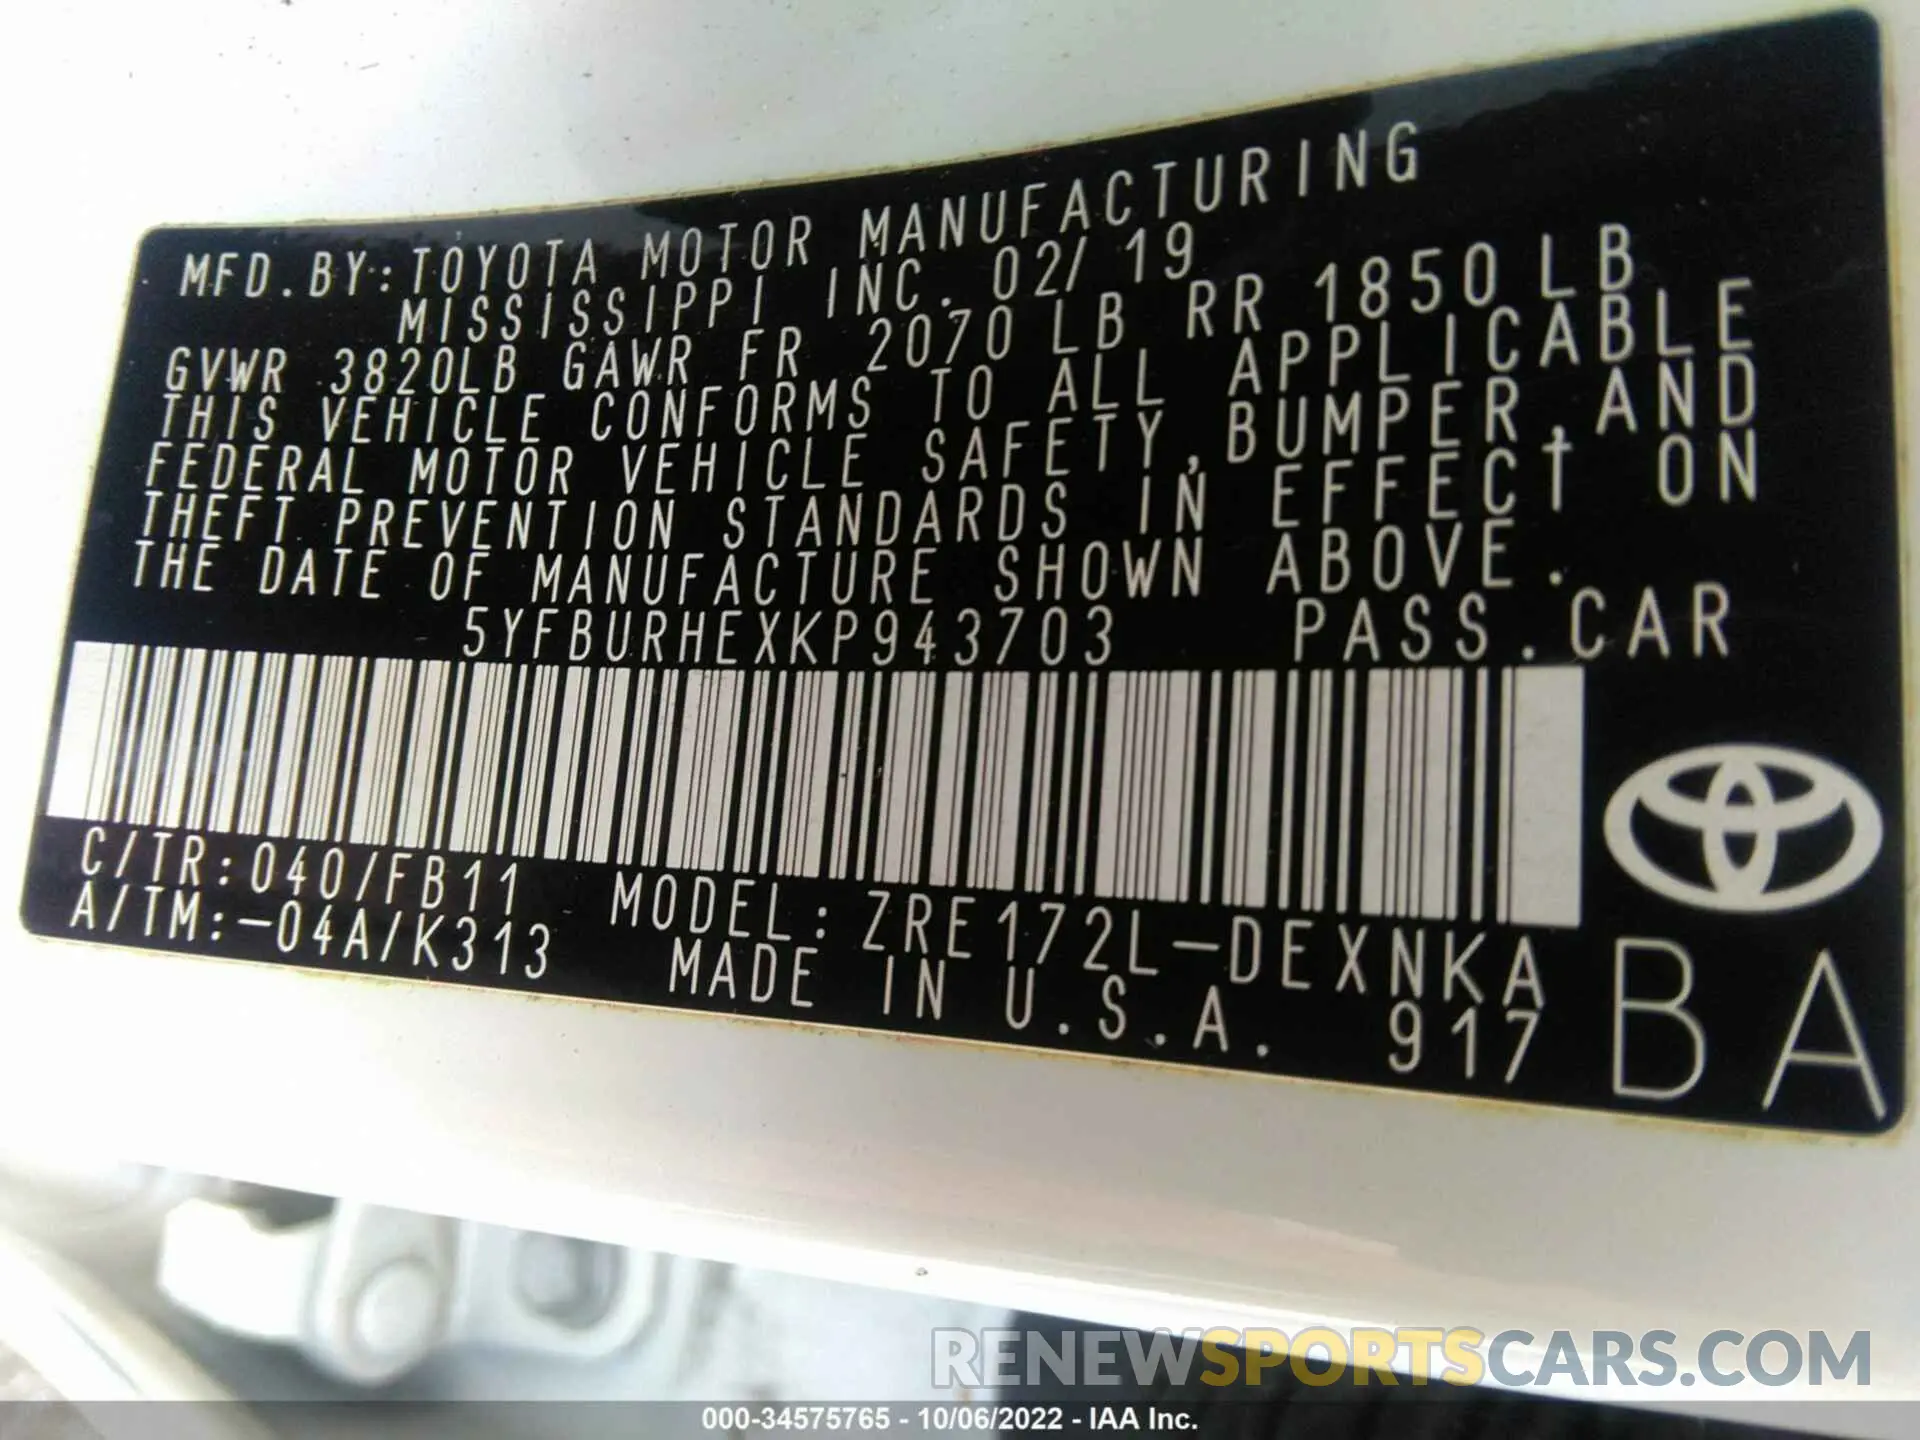 MFD.BY:TOYOTA MOTOR MANUFACTURING
MISSISSIPPI INC. 02/19
GVWR 3820LB GAWR FR 2070LB RR 1850LB
THIS VEHICLE CONFORMS TO ALL APPLICABLE
FEDERAL MOTOR VEHICLE SAFETY,BUMPER,AND
THEFT PREVENTION STANDARDS IN EFFECT ON
THE DATE OF MANUFACTURE SHOWN ABOVE.
5YFBURHEXKP943703 PASS.CAR
C/TR:040/FB11 MODEL:ZRE172L-DEXNKA
A/TM:-04A/K313 MADE IN U.S.A. 917
BA
RENEWSPORTSCARS.COM
000-34575765 - 10/06/2022 - IAA Inc.